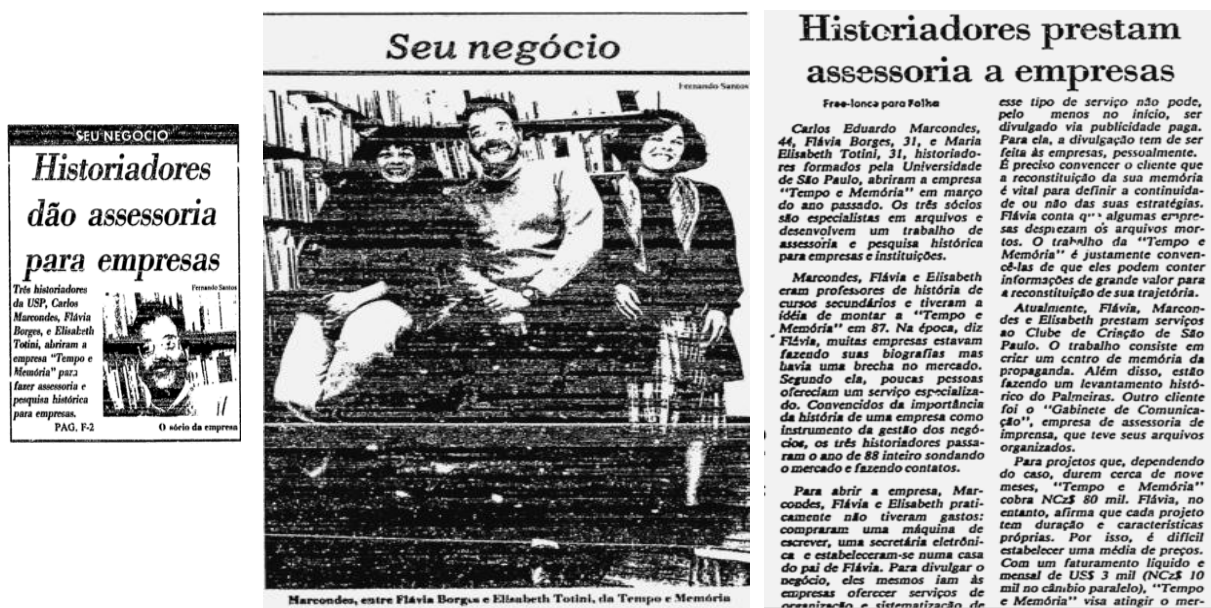 SEU NEGÓCIO
Historiadores
dão assessoria
para empresas
Três historiadores
da USP, Carlos
Marcondes, Flávia
Borges, e Elisabeth
Totini, abriram a
empresa "Tempo e
Memória" para
fazer assessoria e
pesquisa histórica
para empresas.
PÁG. F-2
Fernando Santos
O sócio da empresa
Seu negócio
Fernando Santos
Marcondes, entre Flávia Borges e Elisabeth Totini, da Tempo e Memória
Historiadores prestam
assessoria a empresas
Free-lance para Folha
Carlos Eduardo Marcondes,
44, Flávia Borges, 31, e Maria
Elisabeth Totini, 31, historiado-
res formados pela Universidade
de São Paulo, abriram a empresa
"Tempo e Memória" em março
do ano passado. Os três sócios
são especialistas em arquivos e
desenvolvem um trabalho de
assessoria e pesquisa histórica
para empresas e instituições.
Marcondes, Flávia e Elisabeth
eram professores de história de
cursos secundários e tiveram a
idéia de montar a "Tempo e
Memória" em 87. Na época, diz
Flávia, muitas empresas estavam
fazendo suas biografias mas
havia uma brecha no mercado.
Segundo ela, poucas pessoas
ofereciam um serviço especializa-
do. Convencidos da importância
da história de uma empresa como
instrumento da gestão dos negó-
cios, os três historiadores passa-
ram o ano de 88 inteiro sondando
o mercado e fazendo contatos.
Para abrir a empresa, Mar-
condes, Flávia e Elisabeth prati-
camente não tiveram gastos:
compraram uma máquina de
escrever, uma secretária eletrôni-
ca e estabeleceram-se numa casa
do pai de Flávia. Para divulgar o
negócio, eles mesmos iam às
empresas oferecer serviços de
organização e sistematização de
esse tipo de serviço não pode,
pelo menos no início, ser
divulgado via publicidade paga.
Para ela, a divulgação tem de ser
feita às empresas, pessoalmente.
É preciso convencer o cliente que
a reconstituição da sua memória
é vital para definir a continuida-
de ou não das suas estratégias.
Flávia conta que algumas empre-
sas desprezam os arquivos mor-
tos. O trabalho da "Tempo e
Memória" é justamente conven-
cê-las de que eles podem conter
informações de grande valor para
a reconstituição de sua trajetória.
Atualmente, Flávia, Marcon-
des e Elisabeth prestam serviços
ao Clube de Criação de São
Paulo. O trabalho consiste em
criar um centro de memória da
propaganda. Além disso, estão
fazendo um levantamento histó-
rico do Palmeiras. Outro cliente
foi o "Gabinete de Comunica-
ção", empresa de assessoria de
imprensa, que teve seus arquivos
organizados.
Para projetos que, dependendo
do caso, durem cerca de nove
meses, "Tempo e Memória"
cobra NCz$ 80 mil. Flávia, no
entanto, afirma que cada projeto
tem duração e características
próprias. Por isso, é difícil
estabelecer uma média de preços.
Com um faturamento líquido e
mensal de US$ 3 mil (NCz$ 10
mil no câmbio paralelo), "Tempo
e Memória" visa atingir o mer-